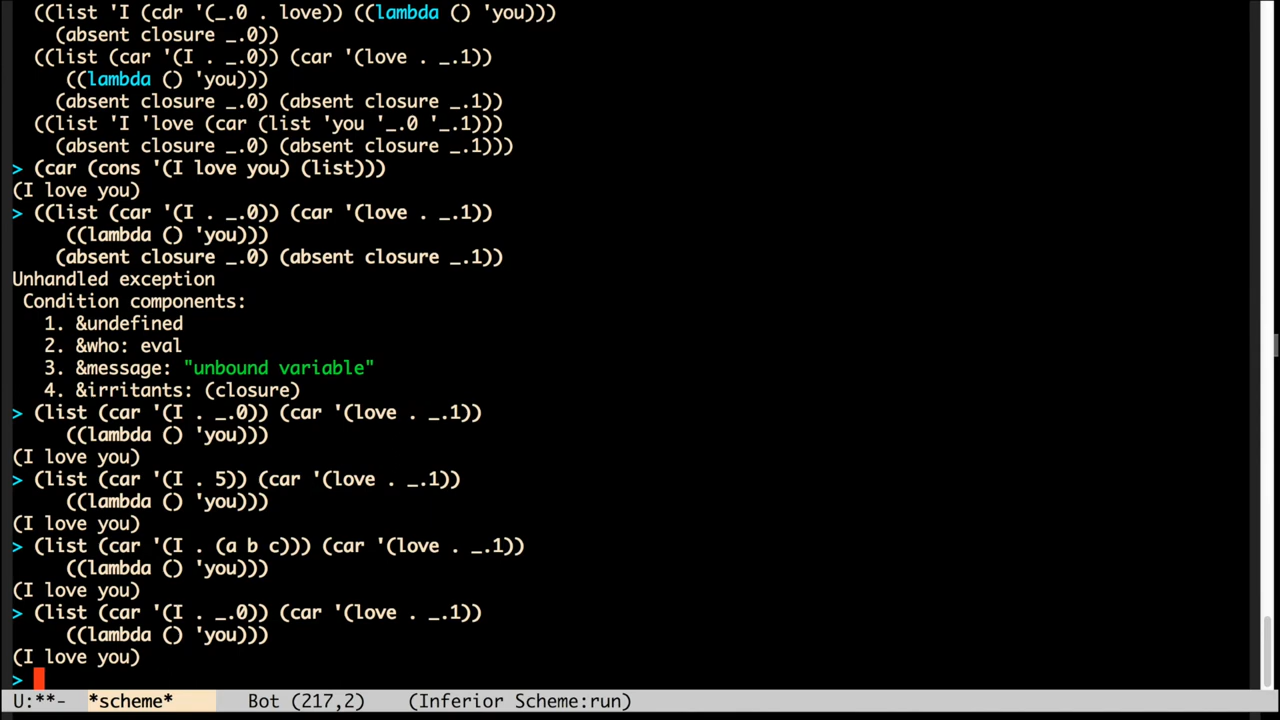 ((list 'I (cdr '(_.0 . love)) ((lambda () 'you)))
(absent closure _.0))
((list (car '(I . _.0)) (car '(love . _.1))
((lambda () 'you)))
(absent closure _.0) (absent closure _.1))
((list 'I 'love (car (list 'you '_.0 '_.1)))
(absent closure _.0) (absent closure _.1)))
> (car (cons '(I love you) (list)))
(I love you)
> ((list (car '(I . _.0)) (car '(love . _.1))
((lambda () 'you)))
(absent closure _.0) (absent closure _.1))
Unhandled exception
Condition components:
1. &undefined
2. &who: eval
3. &message: "unbound variable"
4. &irritants: (closure)
> (list (car '(I . _.0)) (car '(love . _.1))
((lambda () 'you)))
(I love you)
> (list (car '(I . 5)) (car '(love . _.1))
((lambda () 'you)))
(I love you)
> (list (car '(I . (a b c))) (car '(love . _.1))
((lambda () 'you)))
(I love you)
> (list (car '(I . _.0)) (car '(love . _.1))
((lambda () 'you)))
(I love you)
>
U:**- *scheme* Bot (217,2) (Inferior Scheme:run)